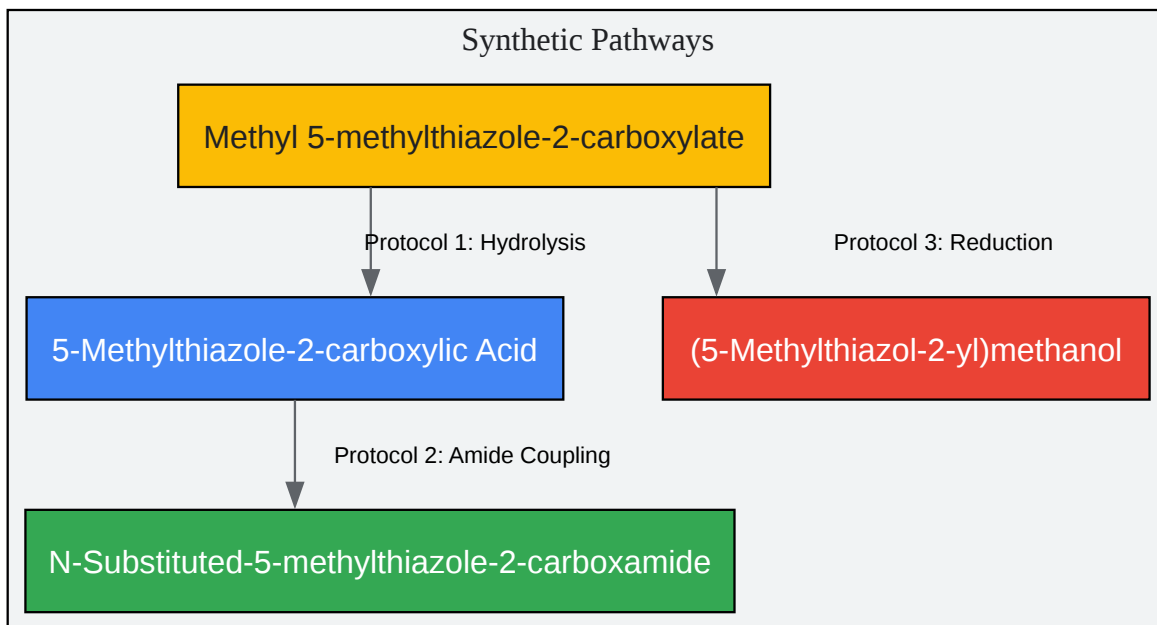 Synthetic Pathways
Methyl 5-methylthiazole-2-carboxylate
Protocol 1: Hydrolysis
Protocol 3: Reduction
5-Methylthiazole-2-carboxylic Acid
(5-Methylthiazol-2-yl)methanol
Protocol 2: Amide Coupling
N-Substituted-5-methylthiazole-2-carboxamide